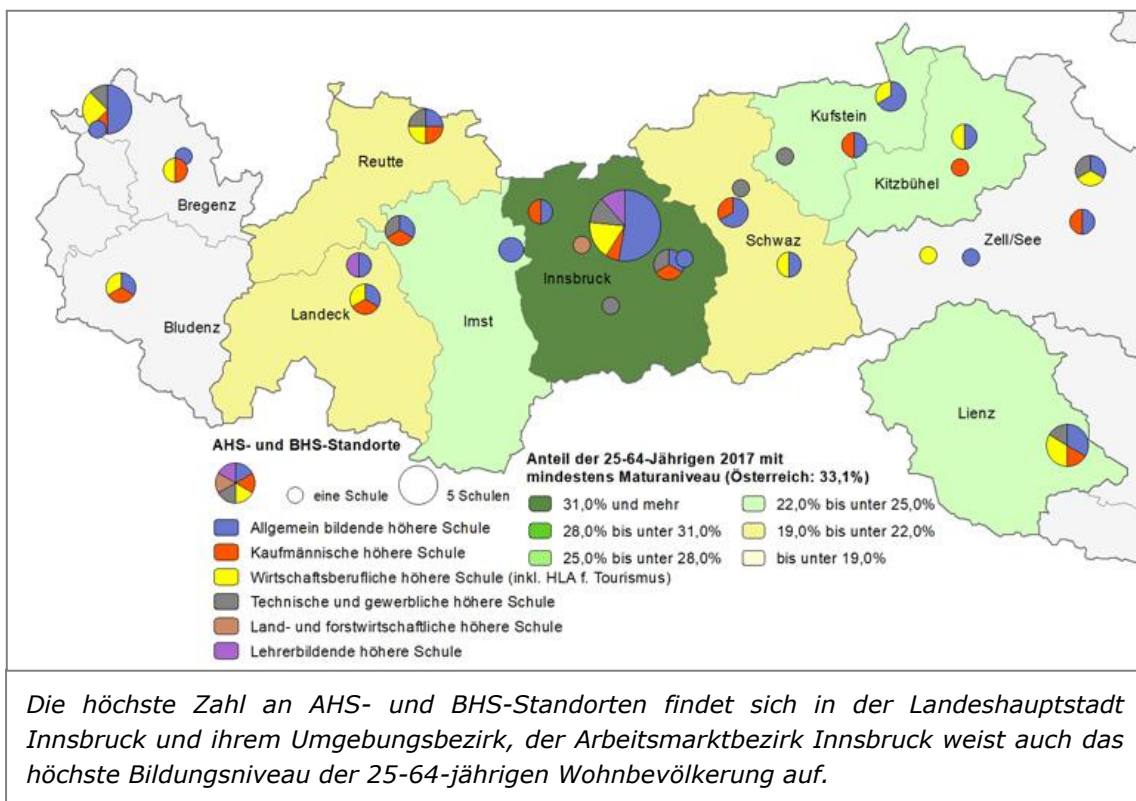 Kufstein
Reutte
Kitzbühel
Bregenz
Schwaz
Zell/See
Innsbruck
Landeck
Imst
Bludenz
Lienz
AHS- und BHS-Standorte
eine Schule
5 Schulen
Allgemein bildende höhere Schule
Kaufmännische höhere Schule
Wirtschaftsberufliche höhere Schule (inkl. HLA f. Tourismus)
Technische und gewerbliche höhere Schule
Land- und forstwirtschaftliche höhere Schule
Lehrerbildende höhere Schule
Anteil der 25-64-Jährigen 2017 mit
mindestens Maturaniveau (Österreich: 33,1%)
31,0% und mehr
28,0% bis unter 31,0%
25,0% bis unter 28,0%
22,0% bis unter 25,0%
19,0% bis unter 22,0%
bis unter 19,0%
Die höchste Zahl an AHS- und BHS-Standorten findet sich in der Landeshauptstadt
Innsbruck und ihrem Umgebungsbezirk, der Arbeitsmarktbezirk Innsbruck weist auch das
höchste Bildungsniveau der 25-64-jährigen Wohnbevölkerung auf.